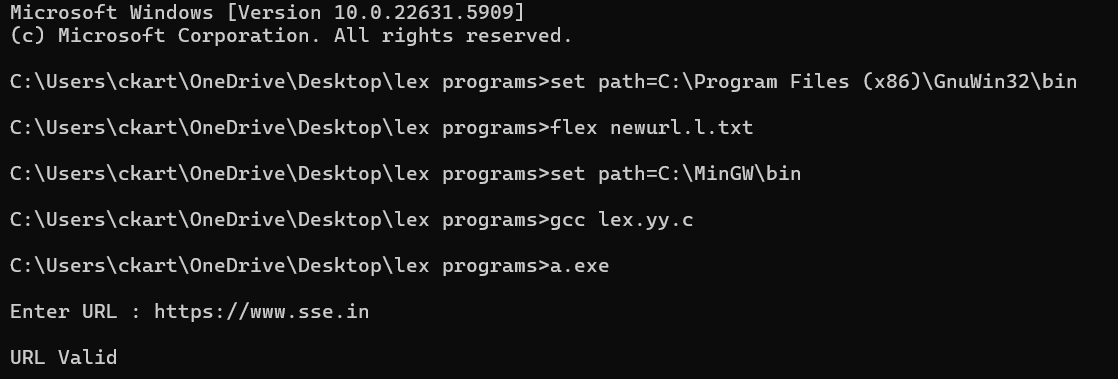 Microsoft Windows [Version 10.0.22631.5909]
(c) Microsoft Corporation. All rights reserved.
C:\Users\ckart\OneDrive\Desktop\lex programs>set path=C:\Program Files (x86)\GnuWin32\bin
C:\Users\ckart\OneDrive\Desktop\lex programs>flex newurl.l.txt
C:\Users\ckart\OneDrive\Desktop\lex programs>set path=C:\MinGW\bin
C:\Users\ckart\OneDrive\Desktop\lex programs>gcc lex.yy.c
C:\Users\ckart\OneDrive\Desktop\lex programs>a.exe
Enter URL : https://www.sse.in
URL Valid